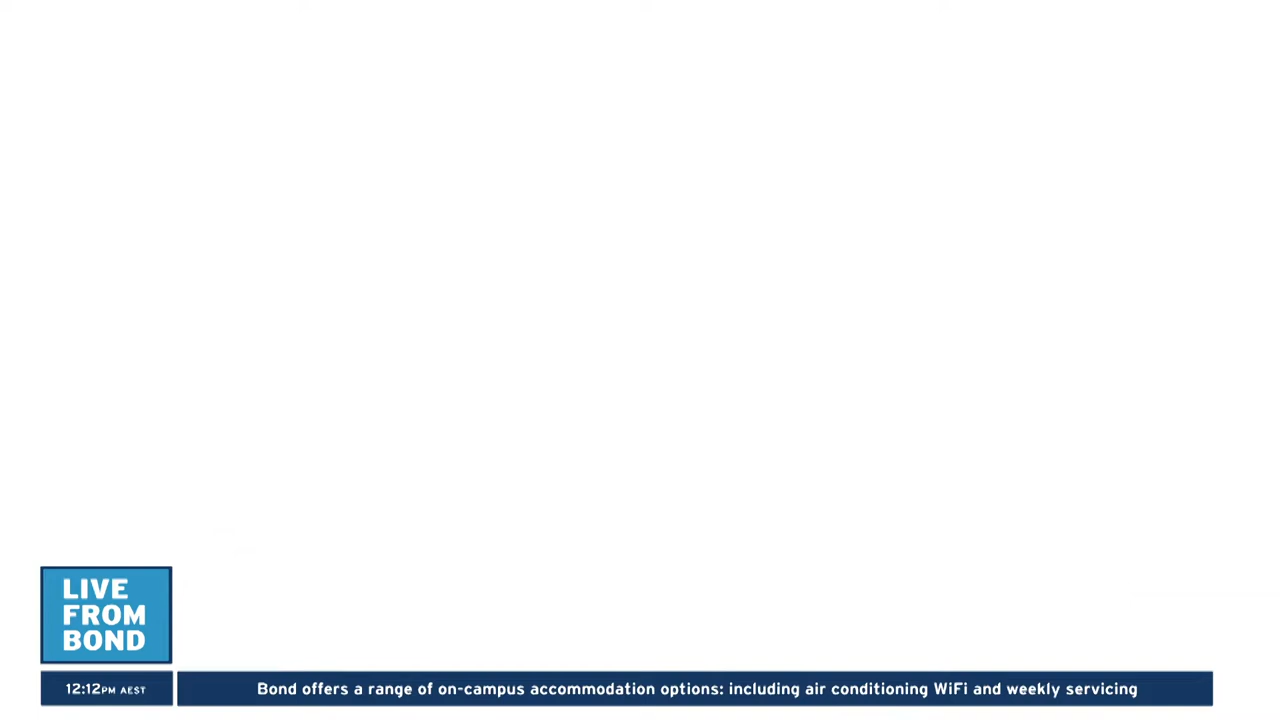 LIVE
FROM
BOND
12:12PM AEST
Bond offers a range of on-campus accommodation options: including air conditioning WiFi and weekly servicing